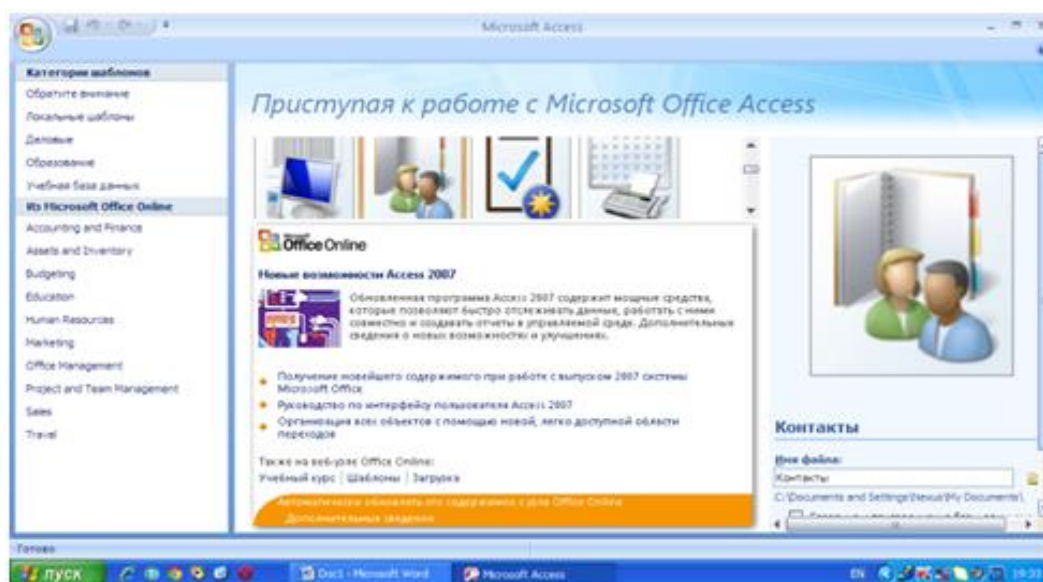 Microsoft Access
Категории шаблонов
Обратите внимание
Локальные шаблоны
Деловые
Образование
Учебная база данных
Из Microsoft Office Online
Accounting and Finance
Assets and Inventory
Budgeting
Education
Human Resources
Marketing
Office Management
Project and Team Management
Sales
Travel
Приступая к работе с Microsoft Office Access
Microsoft
Office Online
Новые возможности Access 2007
Обновленная программа Access 2007 содержит мощные средства,
которые позволяют быстро отслеживать данные, работать с ними
совместно и создавать отчеты в управляемой среде. Дополнительные
сведения о новых возможностях и улучшениях.
Получение новейшего содержимого при работе с выпуском 2007 системы
Microsoft Office
Руководство по интерфейсу пользователя Access 2007
Организация всех объектов с помощью новой, легко доступной области
переходов
Также на веб-узле Office Online:
Учебный курс | Шаблоны | Загрузка
Автоматически обновлять это содержимое с узла Office Online
Дополнительные сведения
Контакты
Имя файла:
Контакты
C:\Documents and Settings\Nexus\My Documents\
Готово
пуск
Doc1 - Microsoft Word
Microsoft Access
EN
19:33